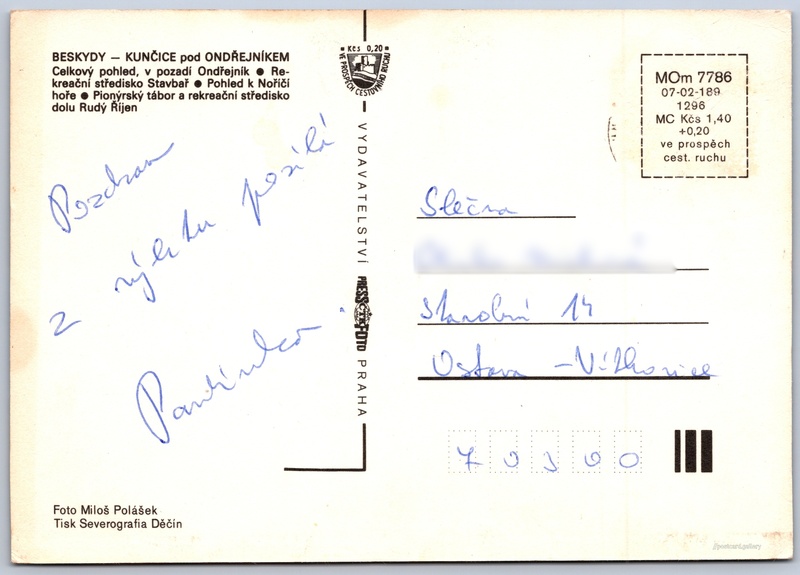 BESKYDY — KUNČICE pod ONDŘEJNÍKEM
Celkový pohled, v pozadí Ondřejník ● Re-
kreační středisko Stavbař ● Pohled k Noříčí
hoře ● Pionýrský tábor a rekreační středisko
dolu Rudý Říjen
Kčs 0,20
VE PROSPĚCH CESTOVNÍHO RUCHU
MOm 7786
07-02-189
1296
MC Kčs 1,40
+0,20
ve prospěch
cest. ruchu
Pozdrav
z výletu posílá
VYDAVATELSTVÍ PRESSFOTO PRAHA
ČTK
Slečna
14
Ostrava - Vítkovice
70300
Foto Miloš Polášek
Tisk Severografia Děčín